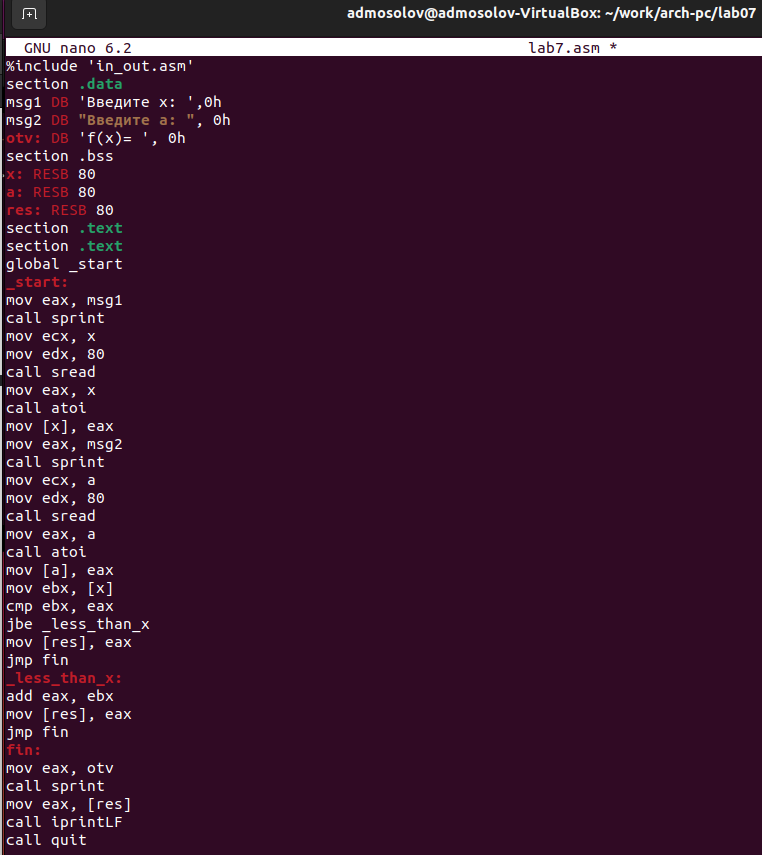 admosolov@admosolov-VirtualBox: ~/work/arch-pc/lab07
GNU nano 6.2 lab7.asm *
%include 'in_out.asm'
section .data
msg1 DB 'Введите x: ',0h
msg2 DB "Введите a: ", 0h
otv: DB 'f(x)= ', 0h
section .bss
x: RESB 80
a: RESB 80
res: RESB 80
section .text
section .text
global _start
_start:
mov eax, msg1
call sprint
mov ecx, x
mov edx, 80
call sread
mov eax, x
call atoi
mov [x], eax
mov eax, msg2
call sprint
mov ecx, a
mov edx, 80
call sread
mov eax, a
call atoi
mov [a], eax
mov ebx, [x]
cmp ebx, eax
jbe _less_than_x
mov [res], eax
jmp fin
_less_than_x:
add eax, ebx
mov [res], eax
jmp fin
fin:
mov eax, otv
call sprint
mov eax, [res]
call iprintLF
call quit